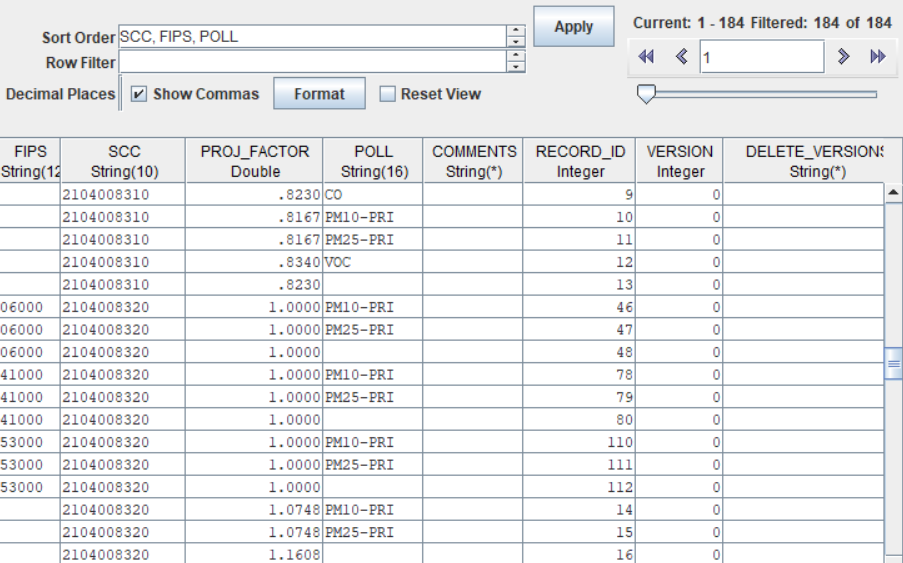 Sort Order SCC, FIPS, POLL Apply Current: 1 - 184 Filtered: 184 of 184
Row Filter 1
Decimal Places Show Commas Format Reset View
FIPS SCC PROJ_FACTOR POLL COMMENTS RECORD_ID VERSION DELETE_VERSIONS
String(12 String(10) Double String(16) String(*) Integer Integer String(*)
2104008310 .8230 CO 9 0
2104008310 .8167 PM10-PRI 10 0
2104008310 .8167 PM25-PRI 11 0
2104008310 .8340 VOC 12 0
2104008310 .8230 13 0
06000 2104008320 1.0000 PM10-PRI 46 0
06000 2104008320 1.0000 PM25-PRI 47 0
06000 2104008320 1.0000 48 0
41000 2104008320 1.0000 PM10-PRI 78 0
41000 2104008320 1.0000 PM25-PRI 79 0
41000 2104008320 1.0000 80 0
53000 2104008320 1.0000 PM10-PRI 110 0
53000 2104008320 1.0000 PM25-PRI 111 0
53000 2104008320 1.0000 112 0
2104008320 1.0748 PM10-PRI 14 0
2104008320 1.0748 PM25-PRI 15 0
2104008320 1.1608 16 0